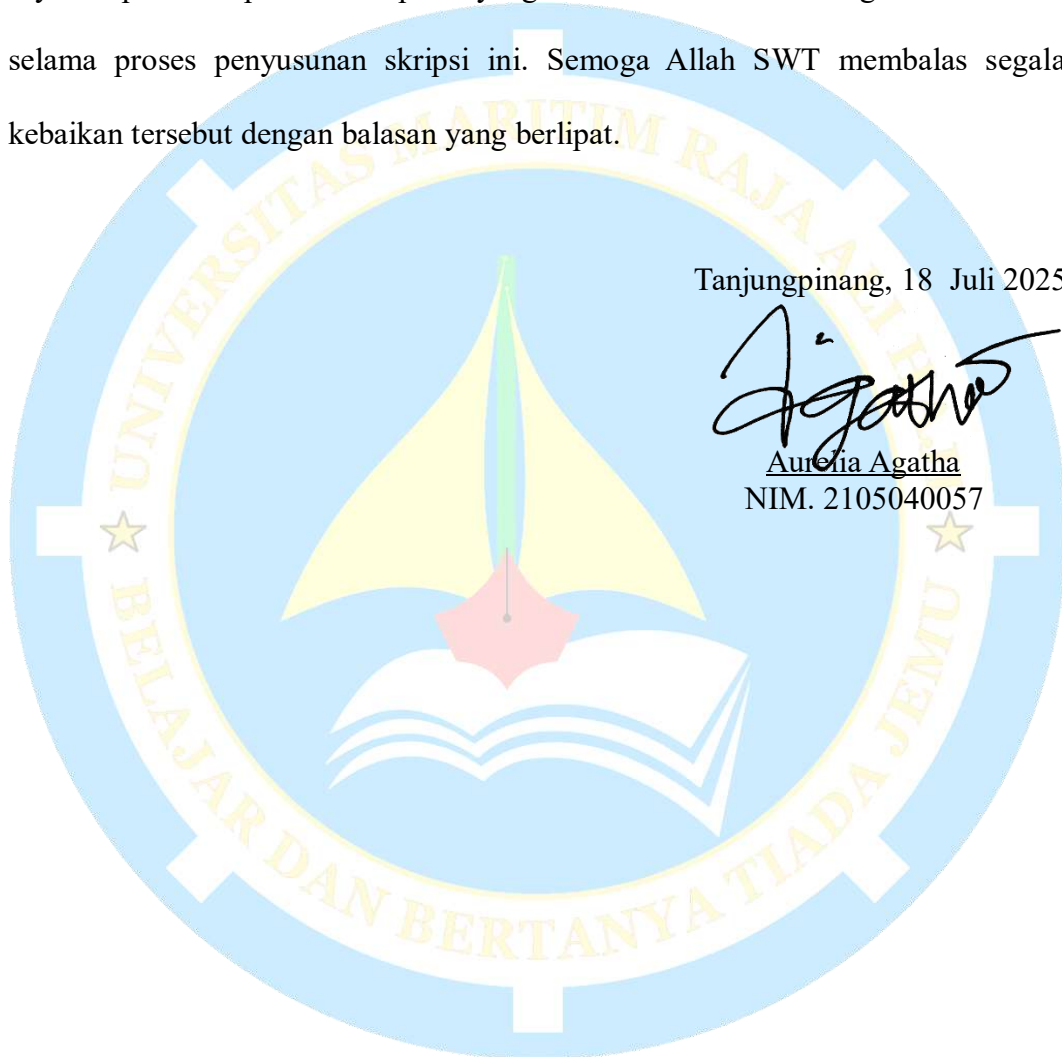 selama proses penyusunan skripsi ini. Semoga Allah SWT membalas segala
kebaikan tersebut dengan balasan yang berlipat.
UNIVERSITAS MARITIM RAJA ALI HAJI
Tanjungpinang, 18 Juli 2025
Agatha
Aurelia Agatha
NIM. 2105040057
BELAJAR DAN BERTANYA TIADA JEMU